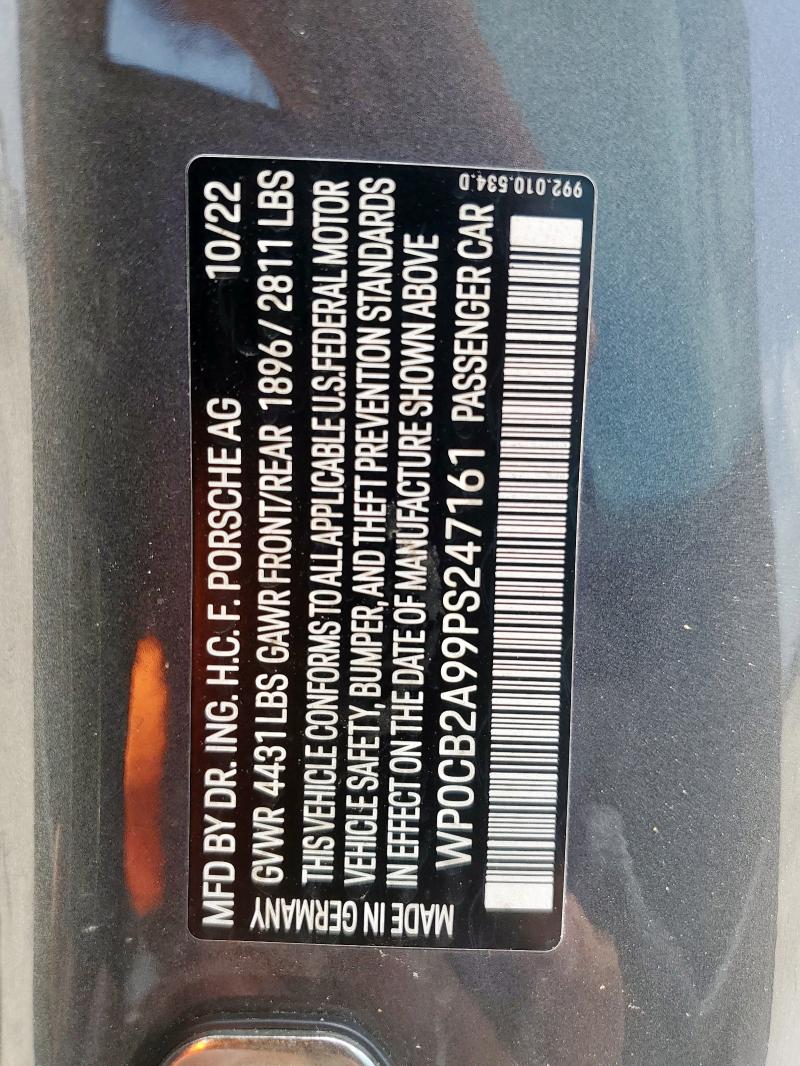 MFD BY DR. ING. H.C. F. PORSCHE AG 10/22
GVWR 4431 LBS GAWR FRONT/REAR 1896 / 2811 LBS
THIS VEHICLE CONFORMS TO ALL APPLICABLE U.S. FEDERAL MOTOR
VEHICLE SAFETY, BUMPER, AND THEFT PREVENTION STANDARDS
IN EFFECT ON THE DATE OF MANUFACTURE SHOWN ABOVE
WP0CB2A99PS247161 PASSENGER CAR
MADE IN GERMANY
992.010.534.D